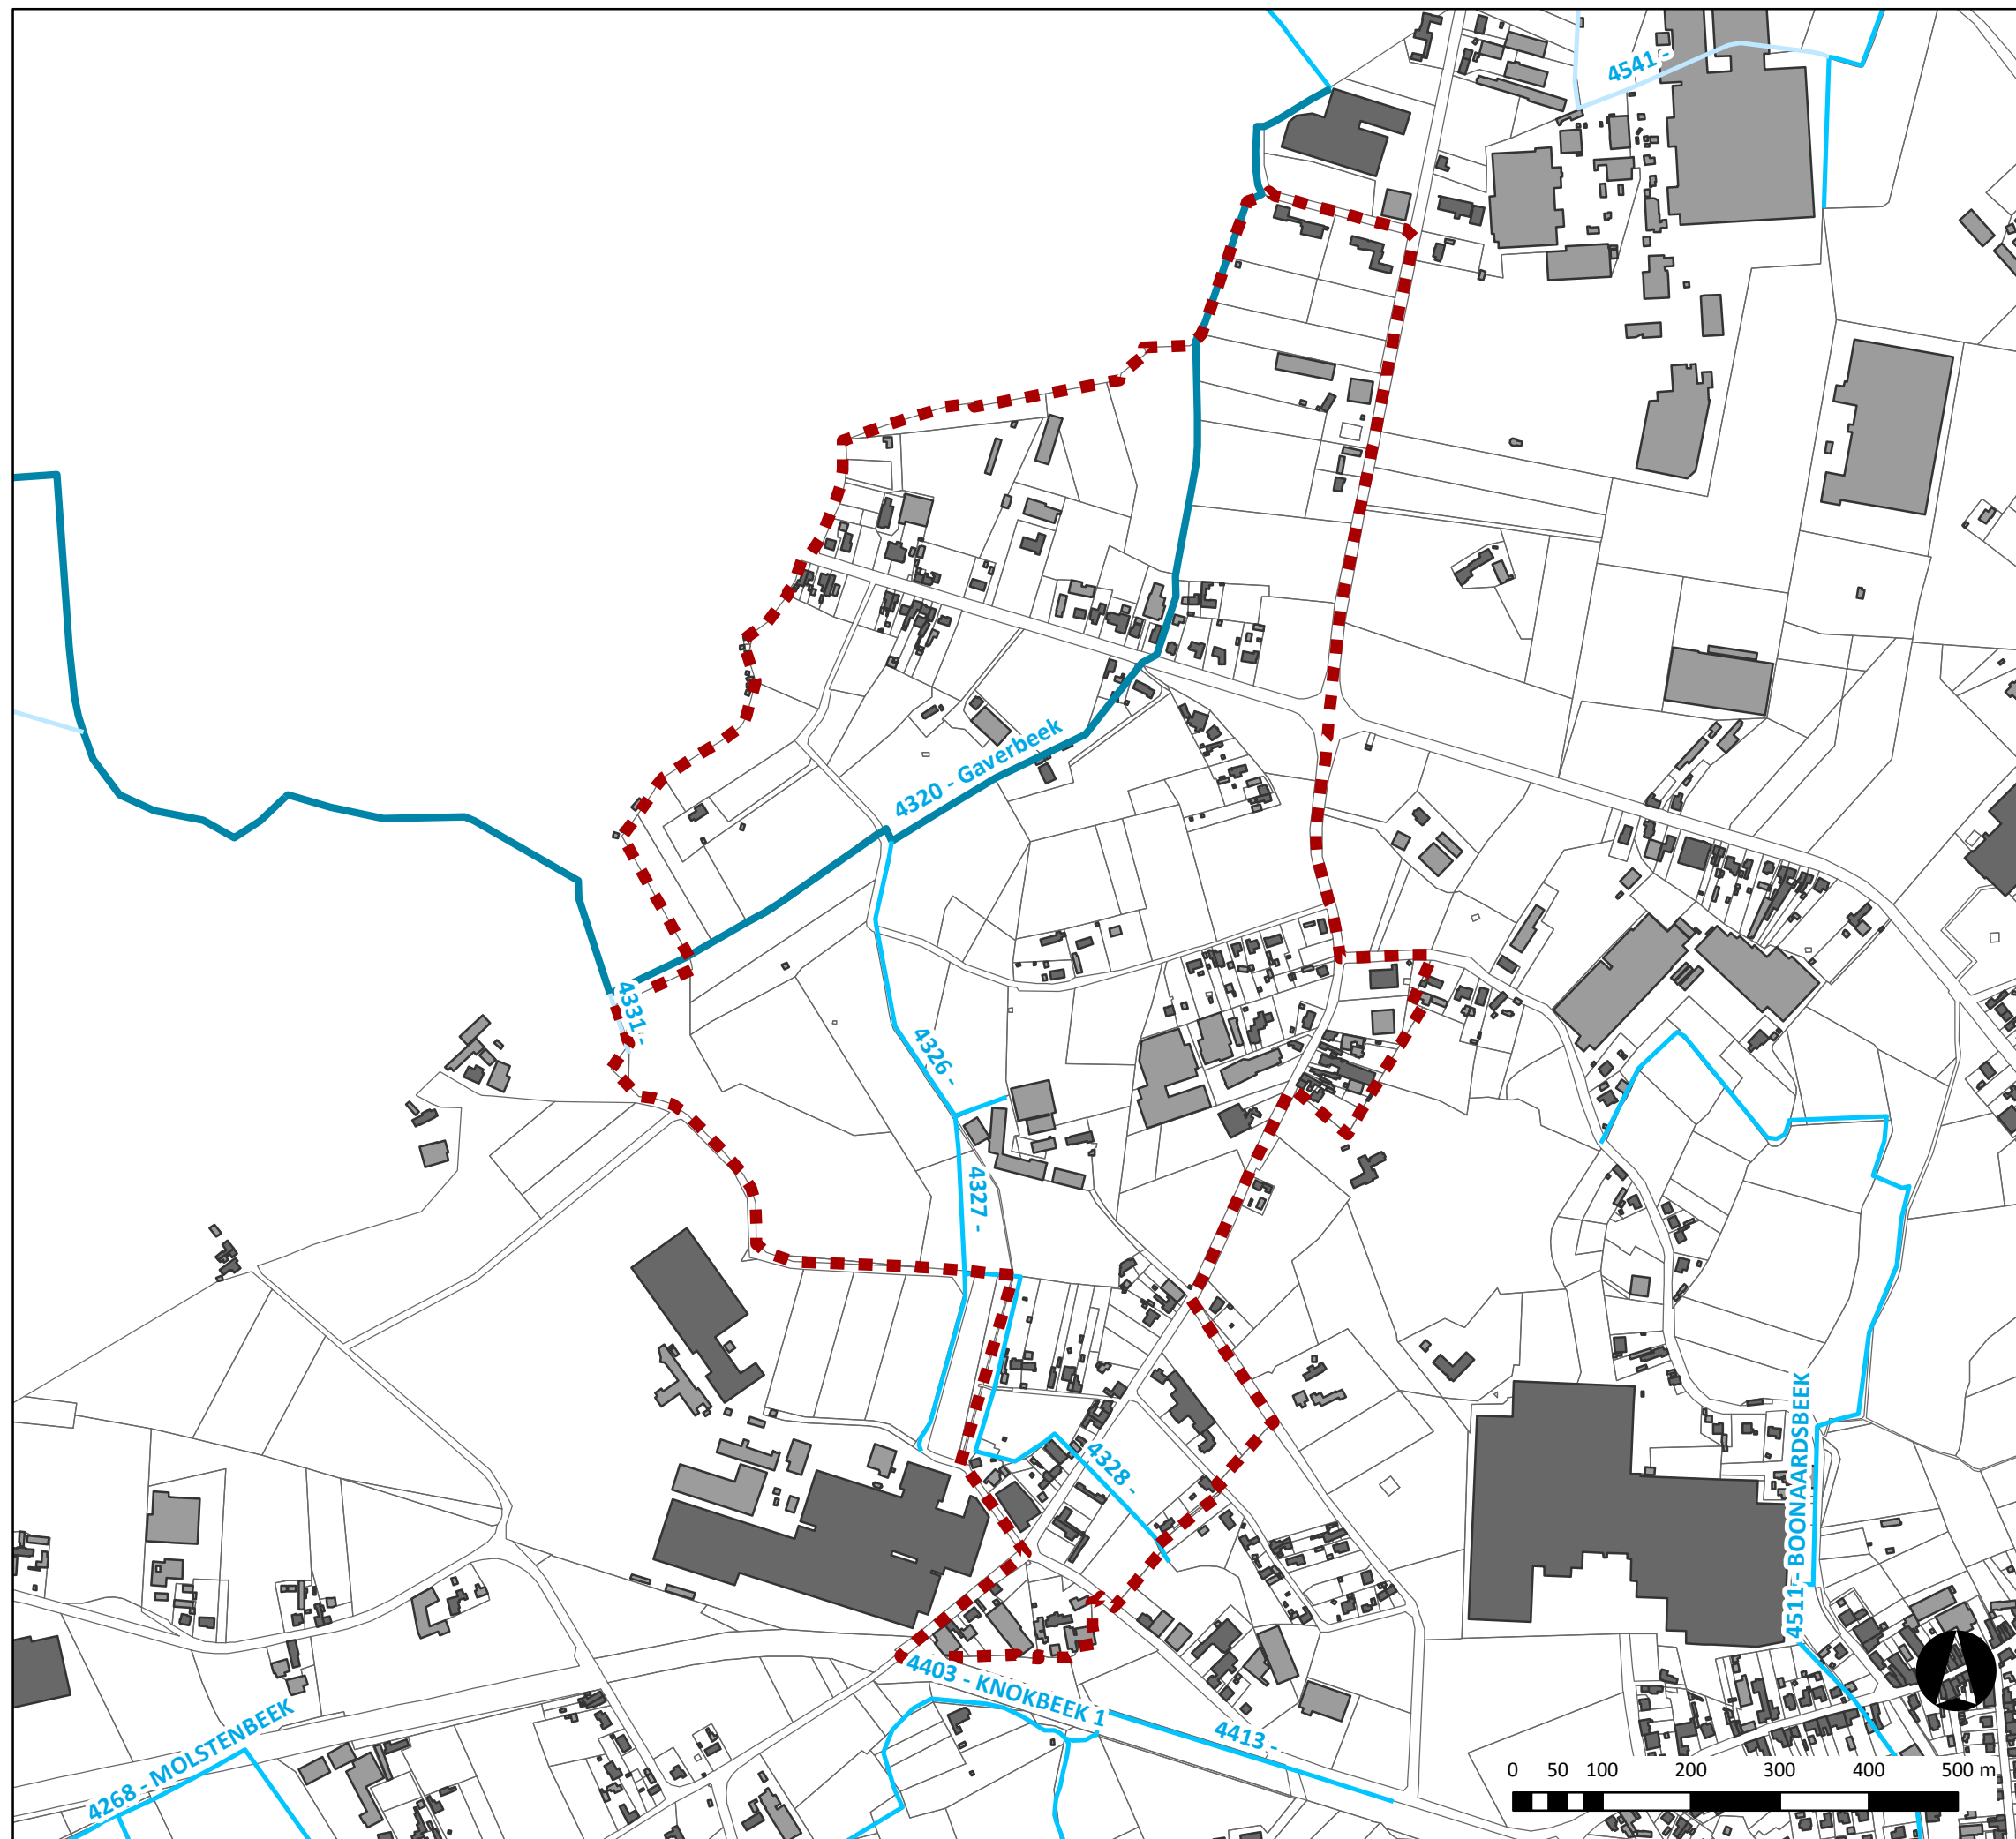 4541 -
4320 - Gaverbeek
4331 -
4326 -
4327 -
4328 -
4511 - BOONAARDSBEEK
4403 - KNOKBEEK 1
4413 -
4268 - MOLSTENBEEK
0 50 100 200 300 400 500 m